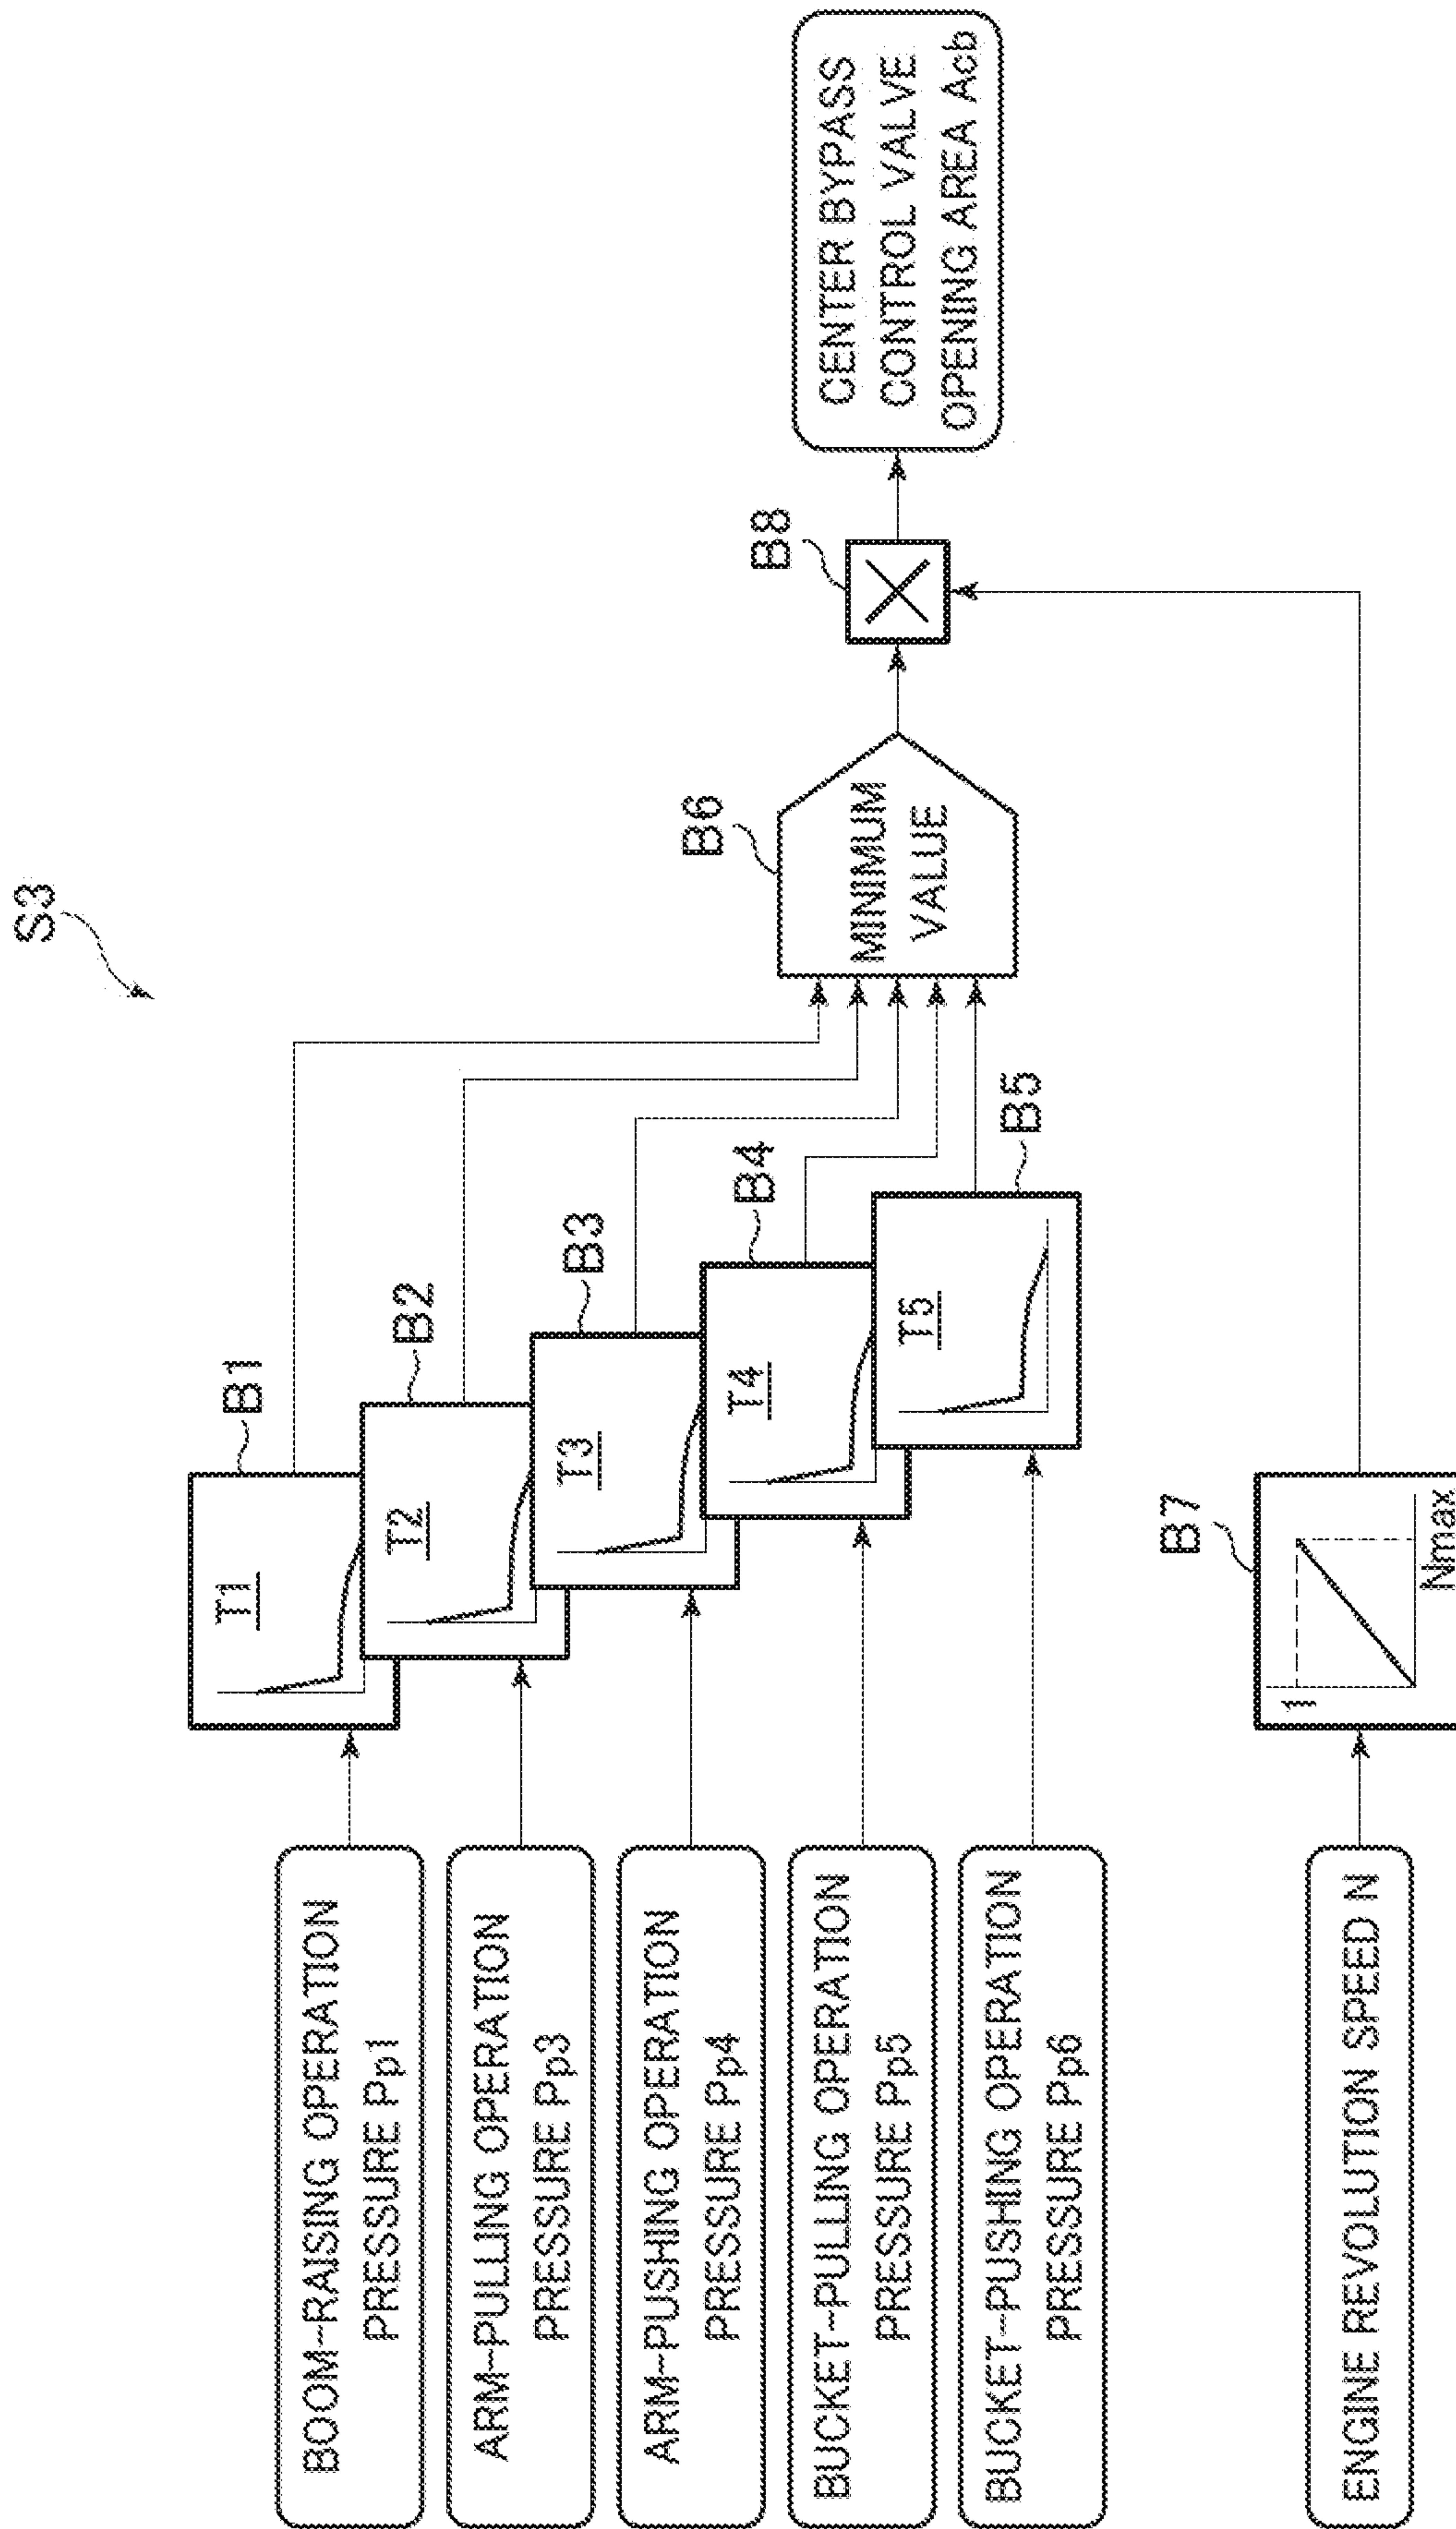 S3
BOOM-RAISING OPERATION
PRESSURE Pp1
T1
B1
ARM-PULLING OPERATION
PRESSURE Pp3
T2
B2
ARM-PUSHING OPERATION
PRESSURE Pp4
T3
B3
BUCKET-PULLING OPERATION
PRESSURE Pp5
T4
B4
BUCKET-PUSHING OPERATION
PRESSURE Pp6
T5
B5
B6
MINIMUM
VALUE
B8
CENTER BYPASS
CONTROL VALVE
OPENING AREA Acb
ENGINE REVOLUTION SPEED N
B7
1
Nmax